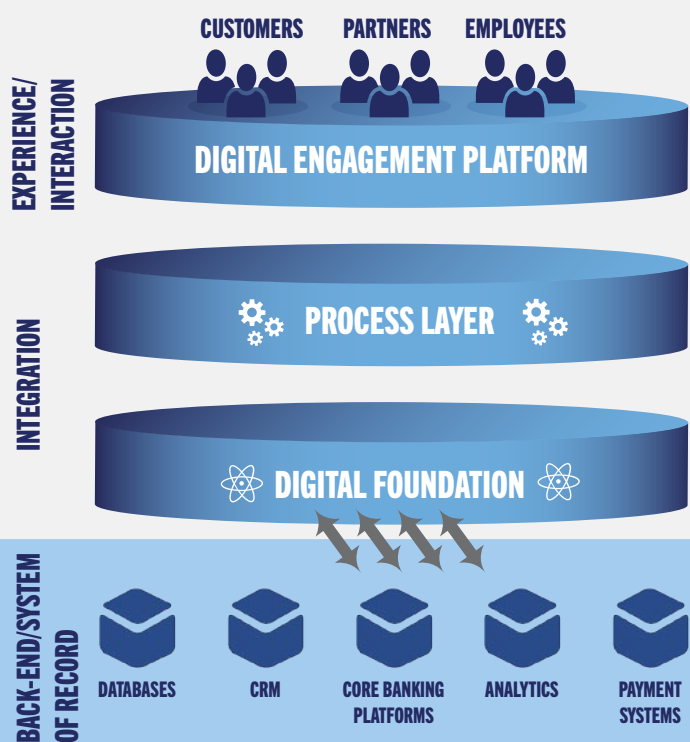 CUSTOMERS PARTNERS EMPLOYEES
EXPERIENCE/
INTERACTION
DIGITAL ENGAGEMENT PLATFORM
INTEGRATION
PROCESS LAYER
DIGITAL FOUNDATION
BACK-END/SYSTEM
OF RECORD
DATABASES
CRM
CORE BANKING
PLATFORMS
ANALYTICS
PAYMENT
SYSTEMS